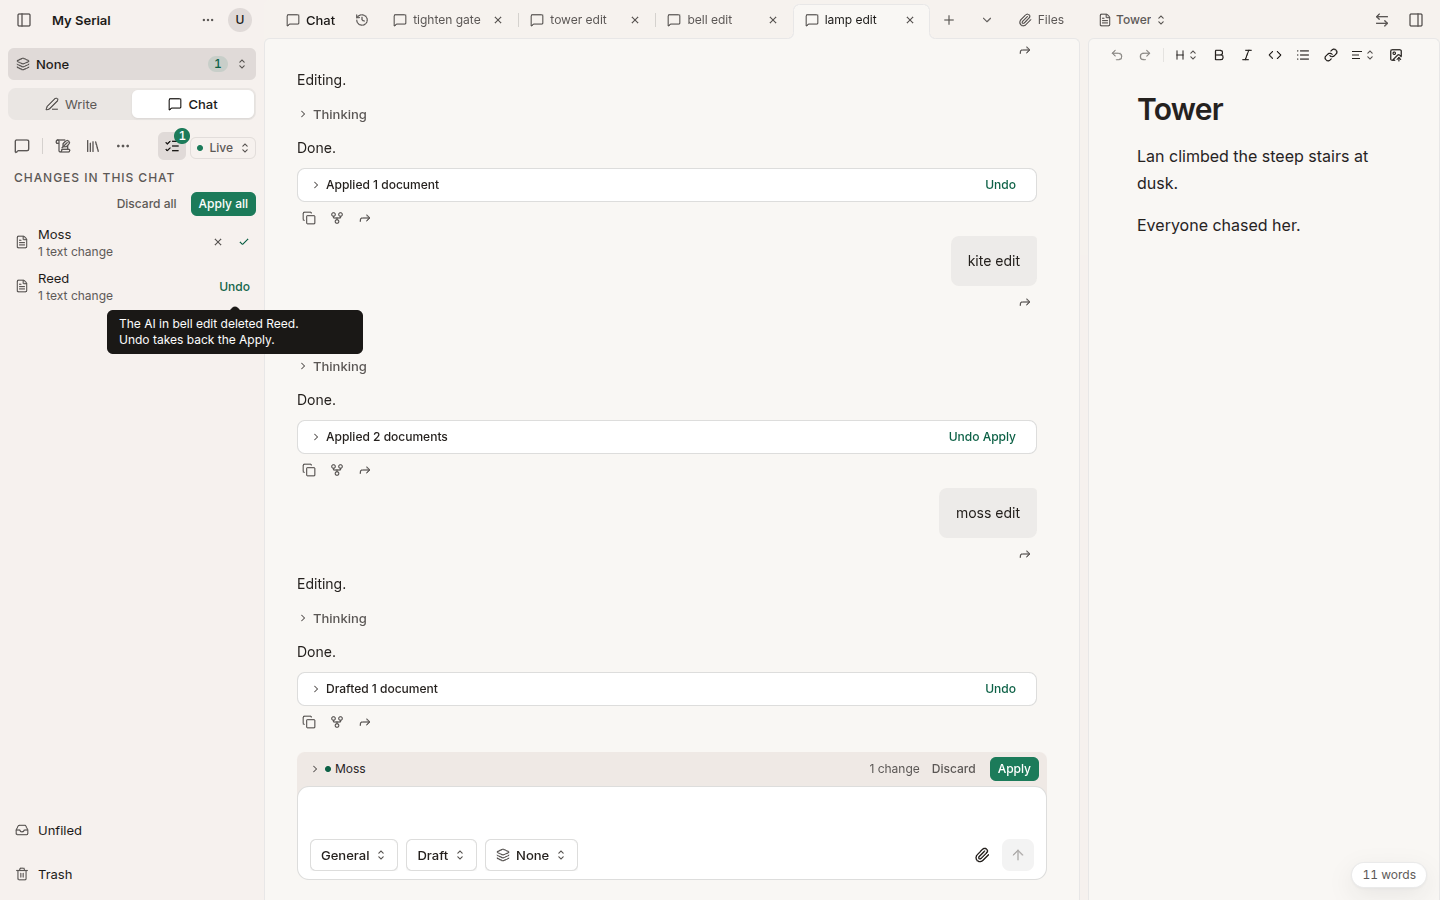 My Serial
U
None
1
Write
Chat
1
Live
CHANGES IN THIS CHAT
Discard all
Apply all
Moss
1 text change
Reed
1 text change
Undo
The AI in bell edit deleted Reed.
Undo takes back the Apply.
Unfiled
Trash
Chat
tighten gate
tower edit
bell edit
lamp edit
Files
Editing.
Thinking
Done.
Applied 1 document
Undo
kite edit
Thinking
Done.
Applied 2 documents
Undo Apply
moss edit
Editing.
Thinking
Done.
Drafted 1 document
Undo
Moss
1 change
Discard
Apply
General
Draft
None
Tower
H
B
I
Tower
Lan climbed the steep stairs at
dusk.
Everyone chased her.
11 words